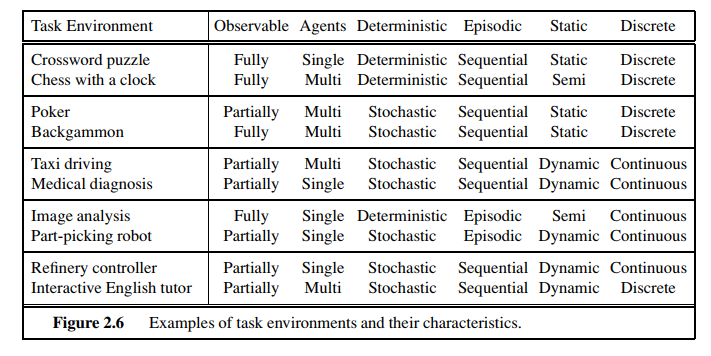 Task Environment Observable Agents Deterministic Episodic Static Discrete
Crossword puzzle Fully Single Deterministic Sequential Static Discrete
Chess with a clock Fully Multi Deterministic Sequential Semi Discrete
Poker Partially Multi Stochastic Sequential Static Discrete
Backgammon Fully Multi Stochastic Sequential Static Discrete
Taxi driving Partially Multi Stochastic Sequential Dynamic Continuous
Medical diagnosis Partially Single Stochastic Sequential Dynamic Continuous
Image analysis Fully Single Deterministic Episodic Semi Continuous
Part-picking robot Partially Single Stochastic Episodic Dynamic Continuous
Refinery controller Partially Single Stochastic Sequential Dynamic Continuous
Interactive English tutor Partially Multi Stochastic Sequential Dynamic Discrete
Figure 2.6 Examples of task environments and their characteristics.